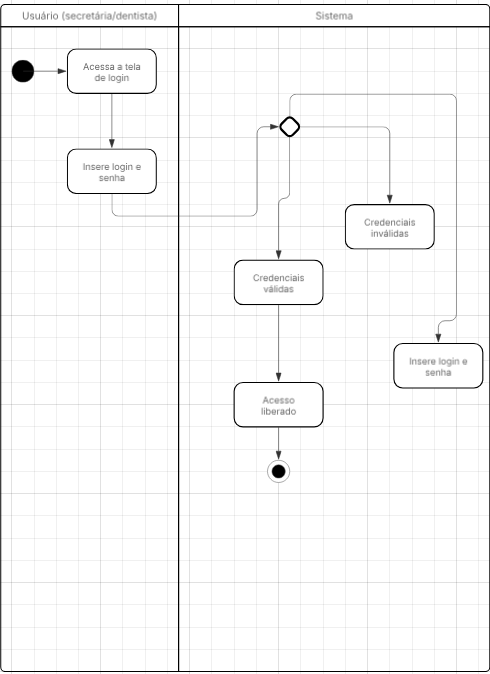 Usuário (secretária/dentista)
Sistema
Acessa a tela
de login
Insere login e
senha
Credenciais
inválidas
Credenciais
válidas
Insere login e
senha
Acesso
liberado